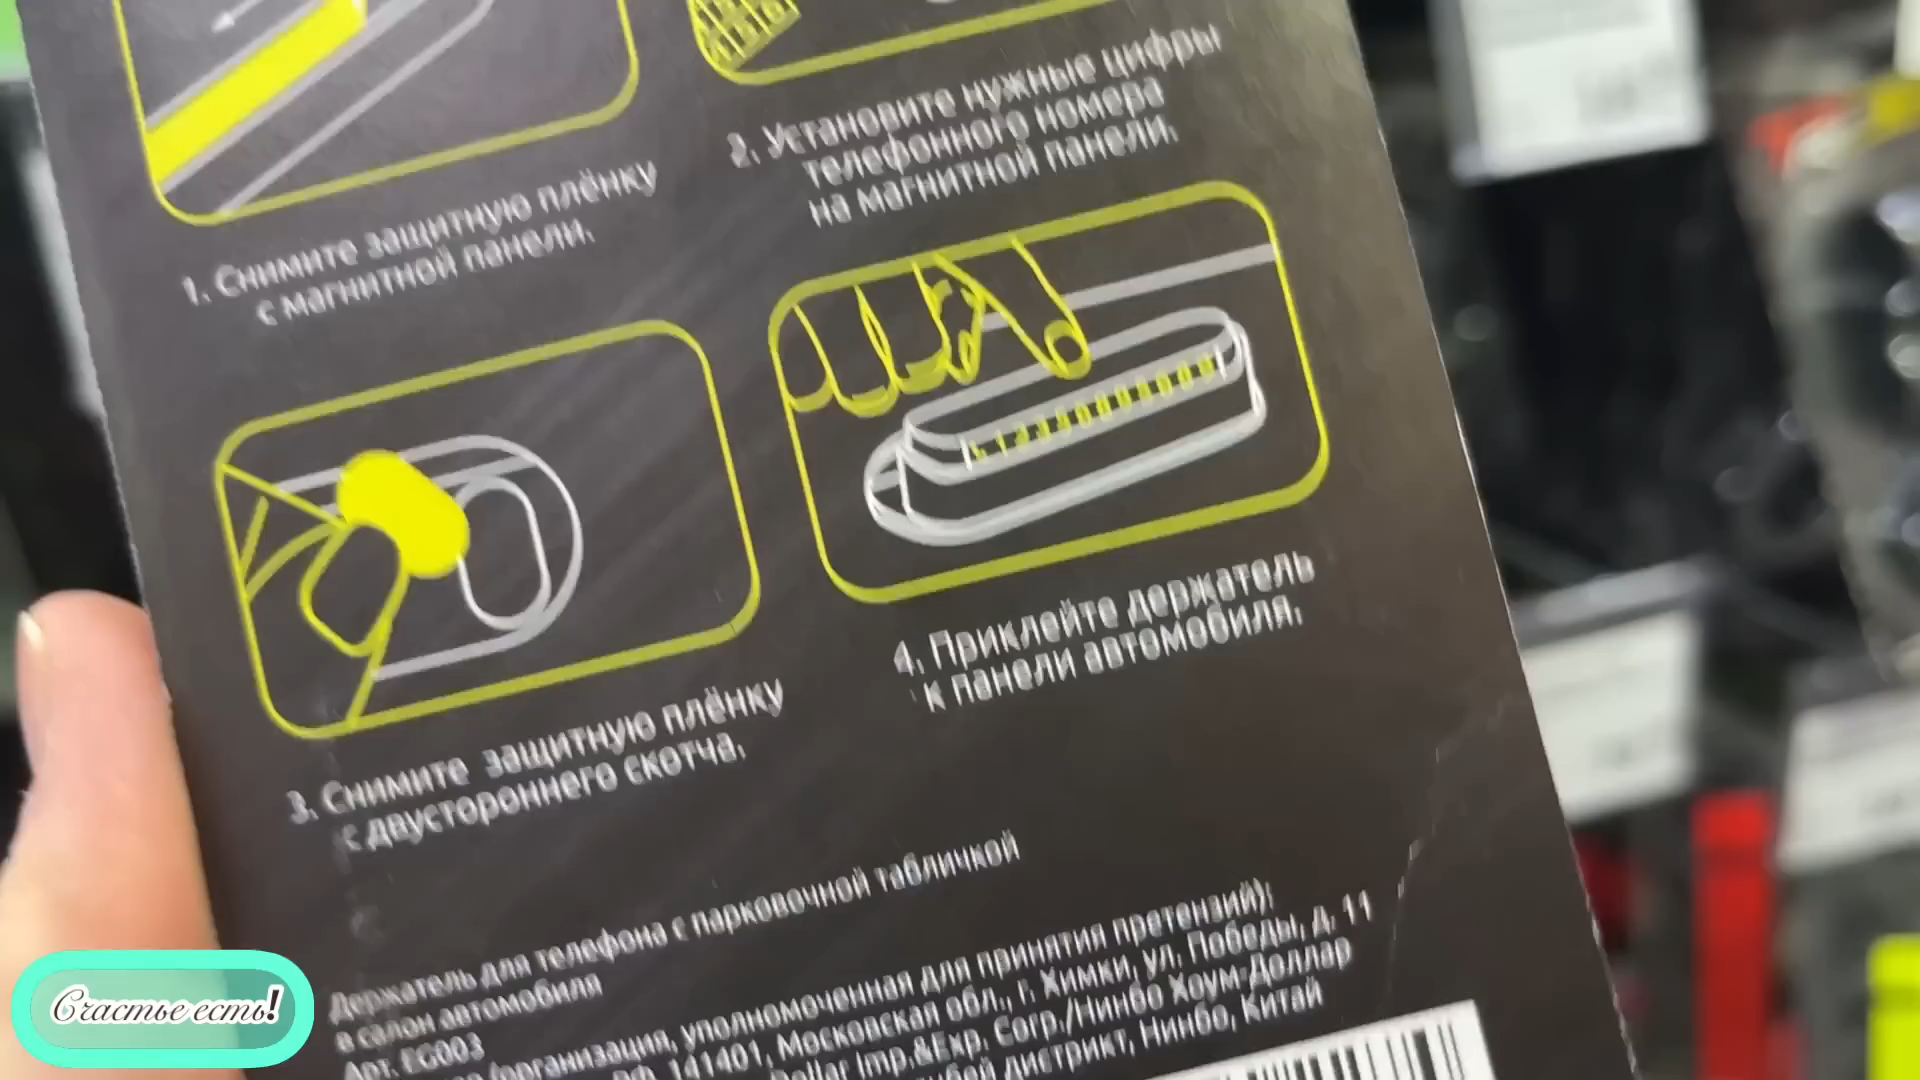 1. Снимите защитную плёнку
с магнитной панели.
2. Установите нужные цифры
телефонного номера
на магнитной панели.
3. Снимите защитную плёнку
с двустороннего скотча.
4. Приклейте держатель
к панели автомобиля.
Держатель для телефона с парковочной табличкой
в салон автомобиля
Арт. EG003
(организация, уполномоченная для принятия претензий):
РФ, 141401, Московская обл., г. Химки, ул. Победы, д. 11
Dollar Imp.&Exp. Corp./Нинбо Хоум-Доллар
дистрикт, Нинбо, Китай
Счастье есть!